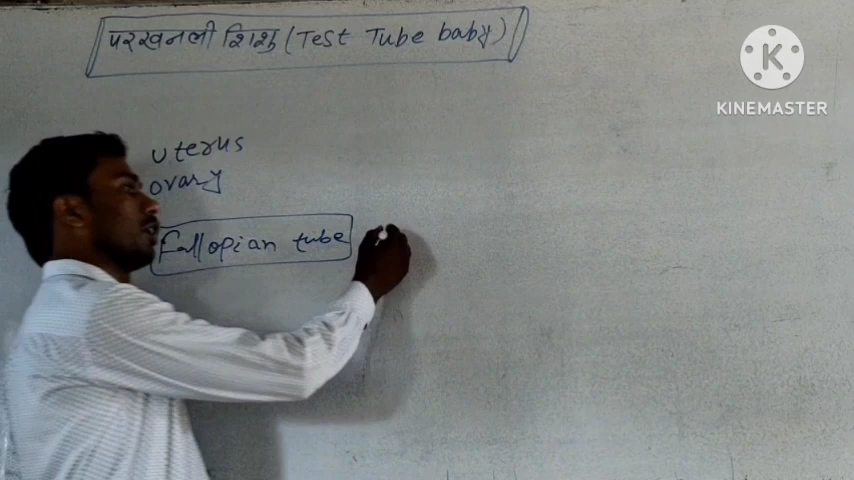 परखनली शिशु (Test Tube baby)
KINEMASTER
uterus
ovary
fallopian tube